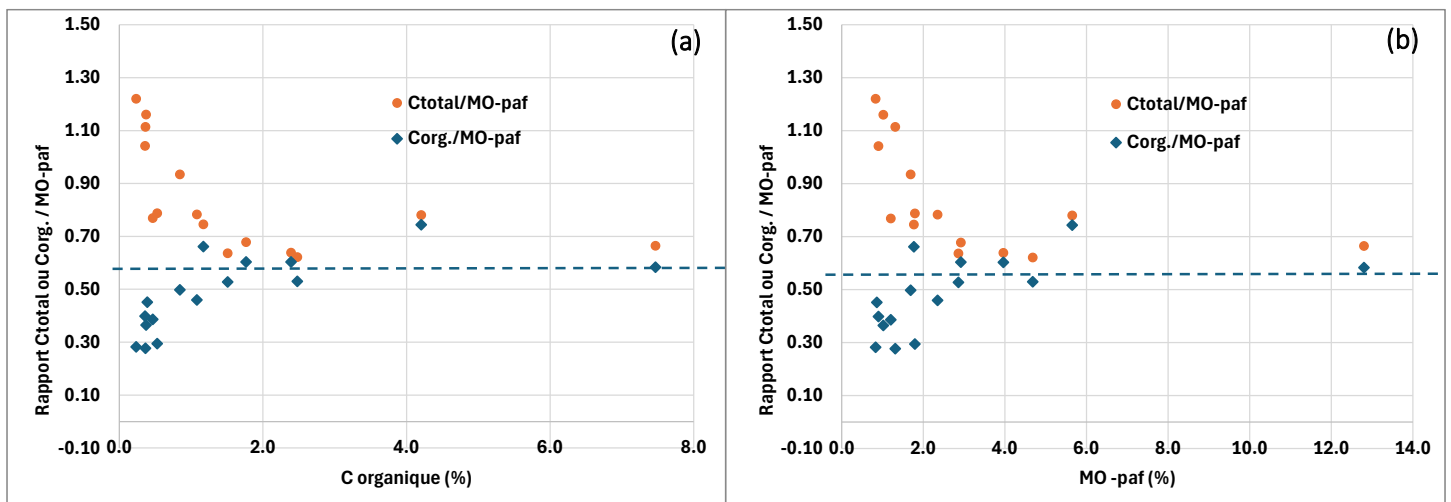 (a)
Rapport Ctotal ou Corg. / MO-paf
1.50
1.30
1.10
0.90
0.70
0.50
0.30
0.10
-0.10
Ctotal/MO-paf
Corg./MO-paf
0.0 2.0 4.0 6.0 8.0
C organique (%)
(b)
Rapport Ctotal ou Corg. / MO-paf
1.50
1.30
1.10
0.90
0.70
0.50
0.30
0.10
-0.10
Ctotal/MO-paf
Corg./MO-paf
0.0 2.0 4.0 6.0 8.0 10.0 12.0 14.0
MO -paf (%)